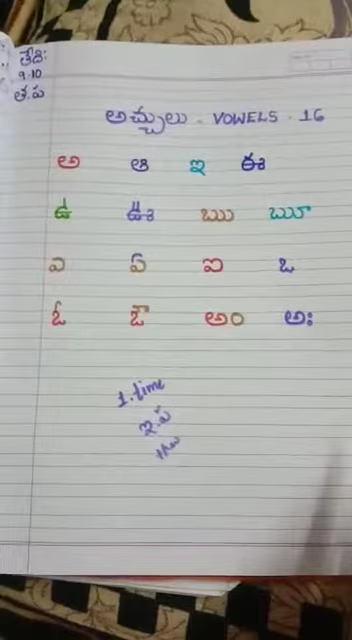 తేది:
9.10
త.ప
అచ్చులు - VOWELS - 16
అ ఆ ఇ ఈ
ఉ ఊ ఋ ౠ
ఎ ఏ ఐ ఒ
ఓ ఔ అం అః
1. time